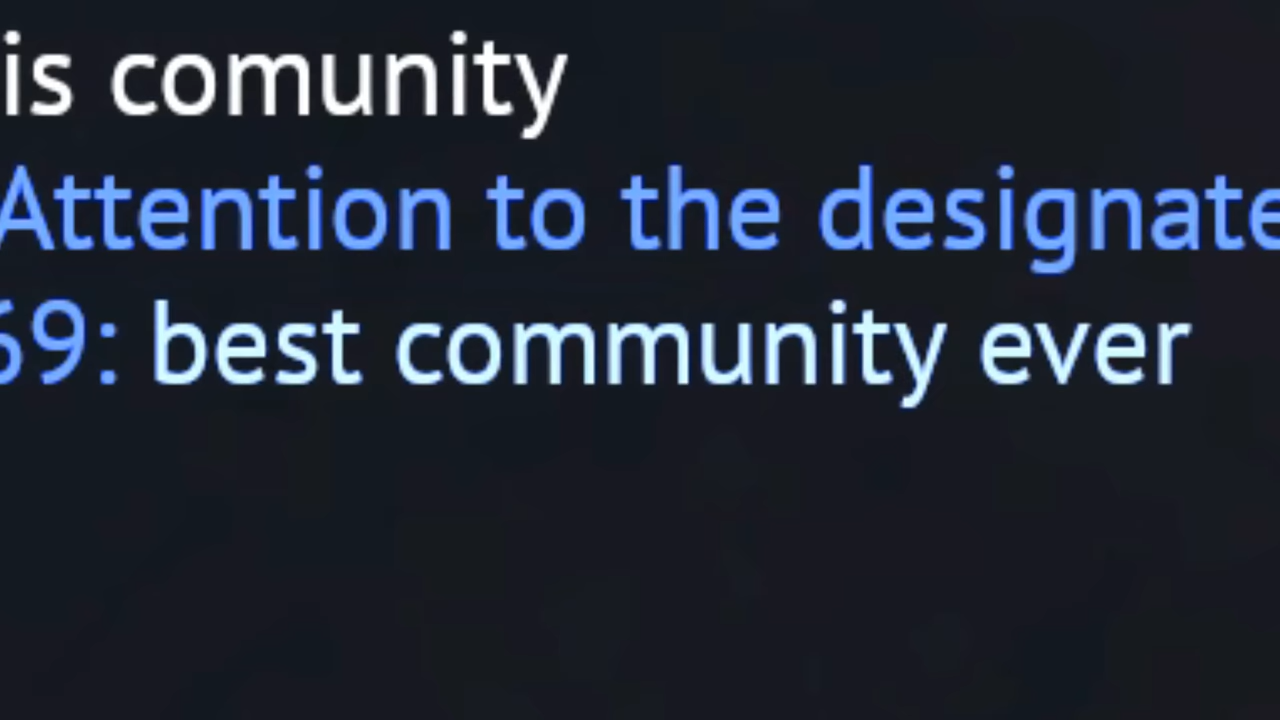 is comunity
Attention to the designate
69: best community ever